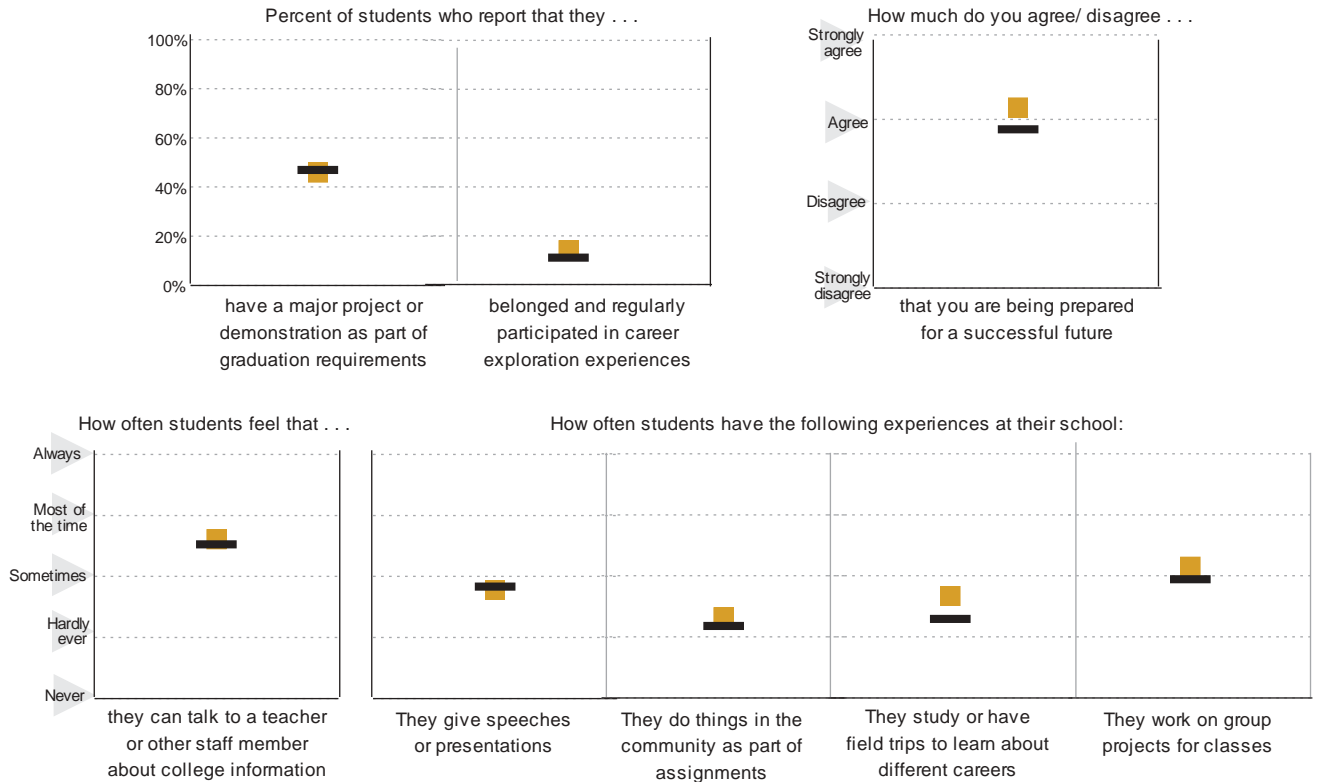 Percent of students who report that they . . .
100%
80%
60%
40%
20%
0%
have a major project or
demonstration as part of
graduation requirements
belonged and regularly
participated in career
exploration experiences
How much do you agree/ disagree . . .
Strongly
agree
Agree
Disagree
Strongly
disagree
that you are being prepared
for a successful future
How often students feel that . . .
Always
Most of
the time
Sometimes
Hardly
ever
Never
they can talk to a teacher
or other staff member
about college information
How often students have the following experiences at their school:
They give speeches
or presentations
They do things in the
community as part of
assignments
They study or have
field trips to learn about
different careers
They work on group
projects for classes